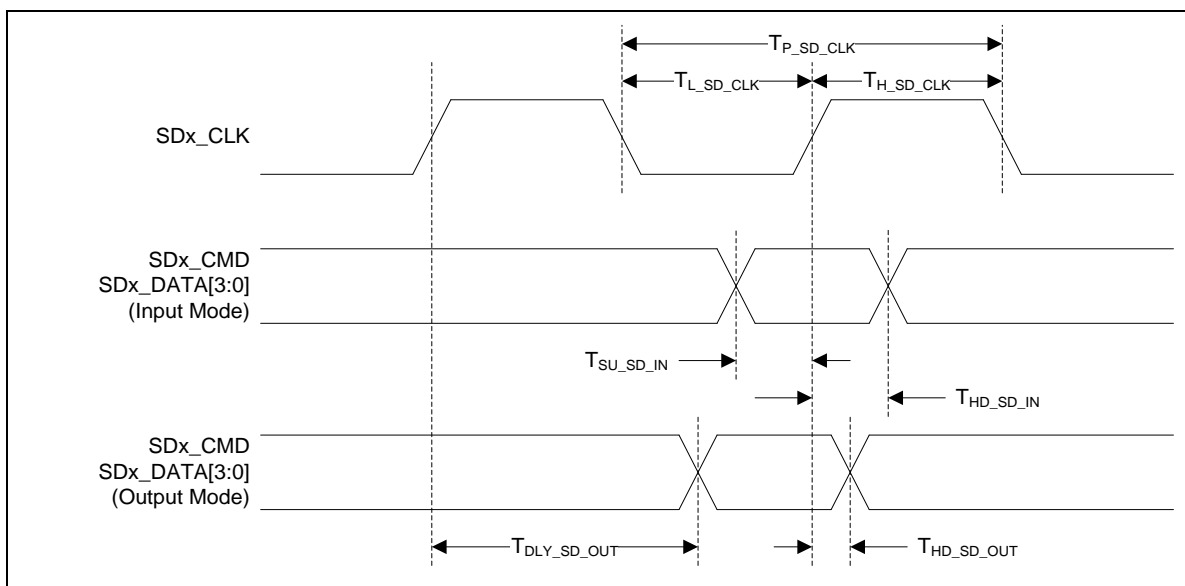 T_P_SD_CLK
T_L_SD_CLK
T_H_SD_CLK
SDx_CLK
SDx_CMD
SDx_DATA[3:0]
(Input Mode)
T_SU_SD_IN
T_HD_SD_IN
SDx_CMD
SDx_DATA[3:0]
(Output Mode)
T_DLY_SD_OUT
T_HD_SD_OUT